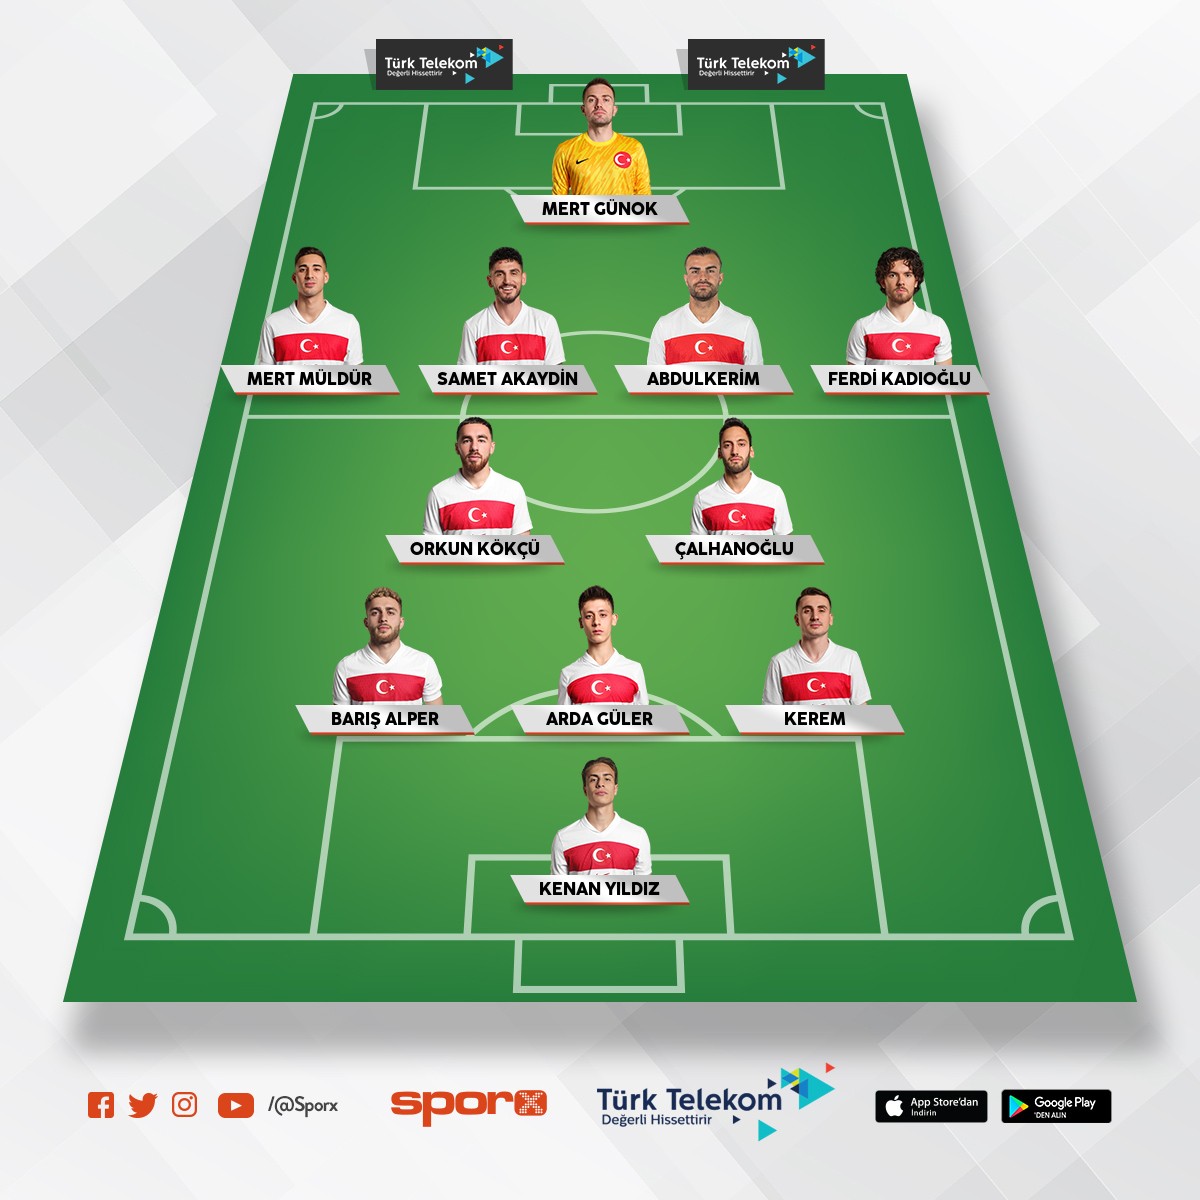 Türk Telekom
Değerli Hissettirir
Türk Telekom
Değerli Hissettirir
MERT GÜNOK
MERT MÜLDÜR
SAMET AKAYDİN
ABDULKERİM
FERDİ KADIOĞLU
ORKUN KÖKÇÜ
ÇALHANOĞLU
BARIŞ ALPER
ARDA GÜLER
KEREM
KENAN YILDIZ
/@Sporx
sporx
Türk Telekom
Değerli Hissettirir
App Store'dan
İndirin
Google Play
'DEN ALIN